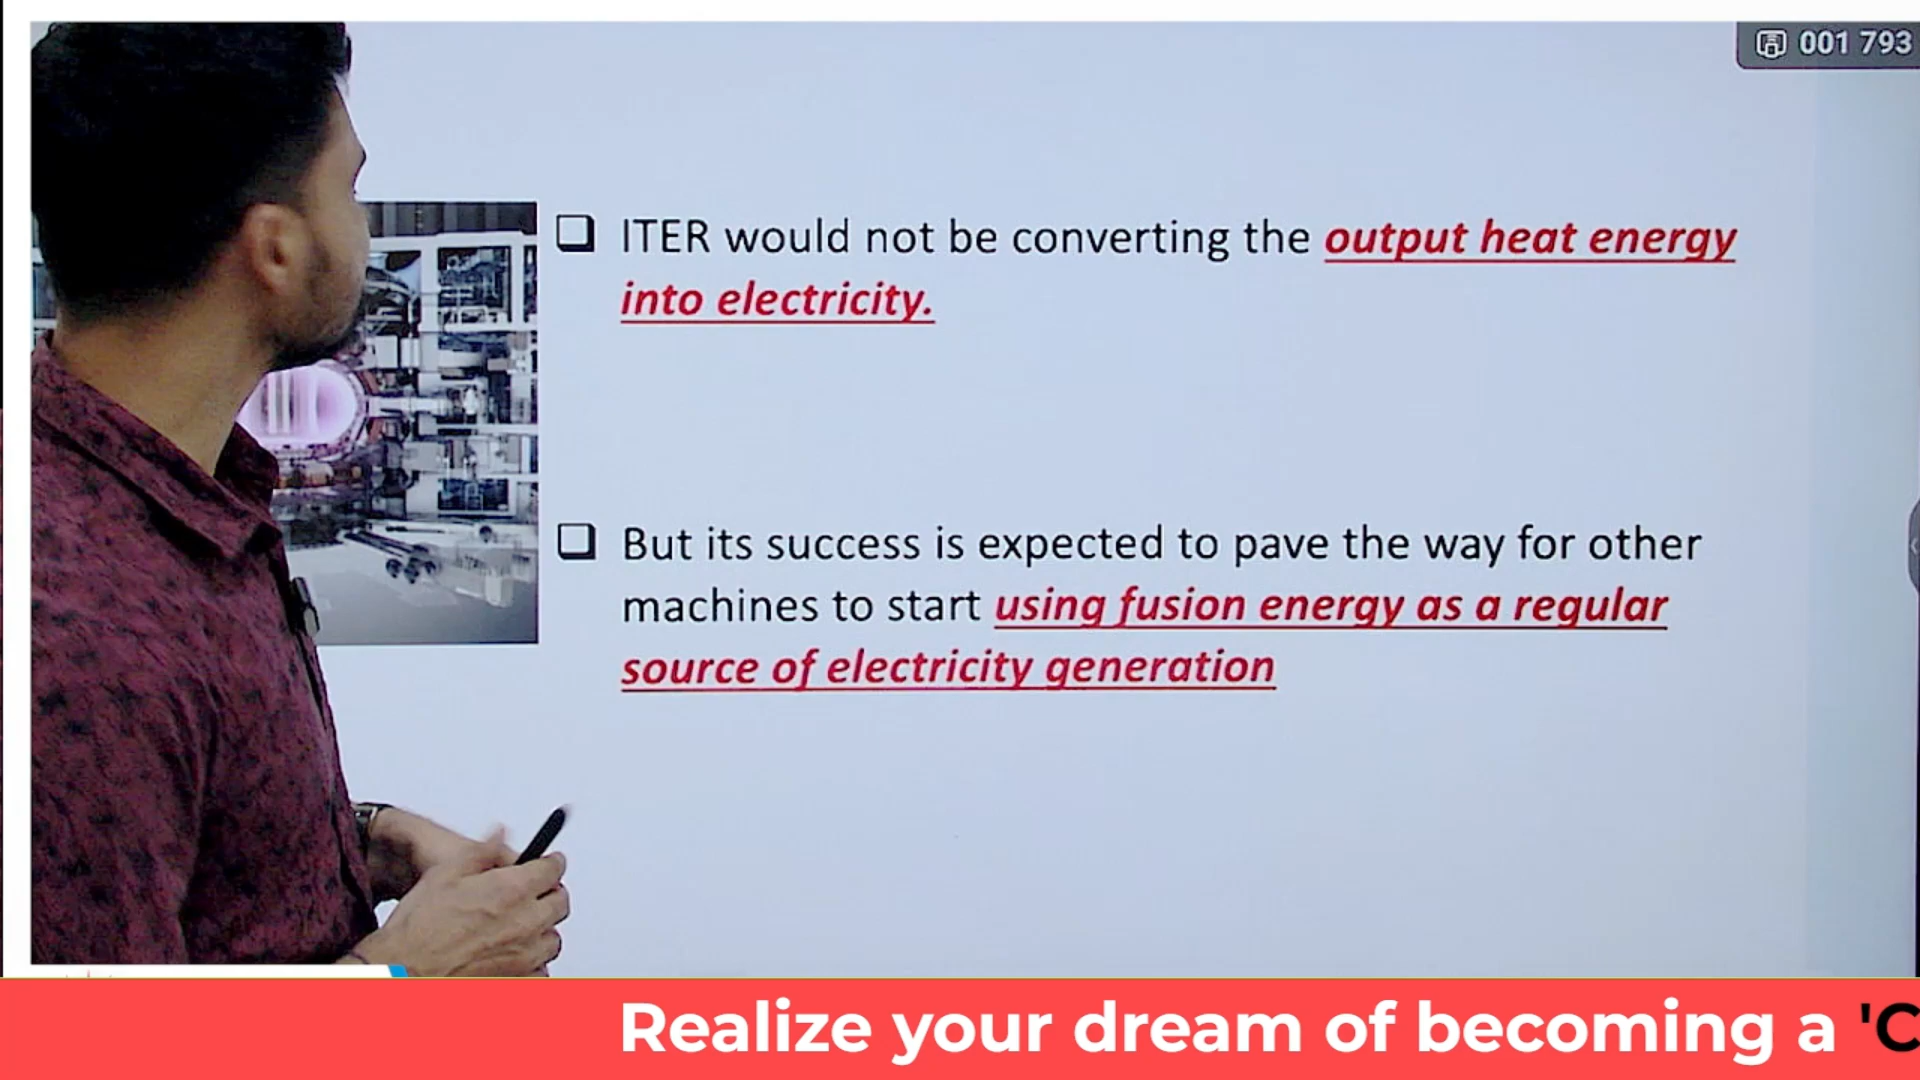 001 793
❑ ITER would not be converting the output heat energy
into electricity.
❑ But its success is expected to pave the way for other
machines to start using fusion energy as a regular
source of electricity generation
Realize your dream of becoming a 'C